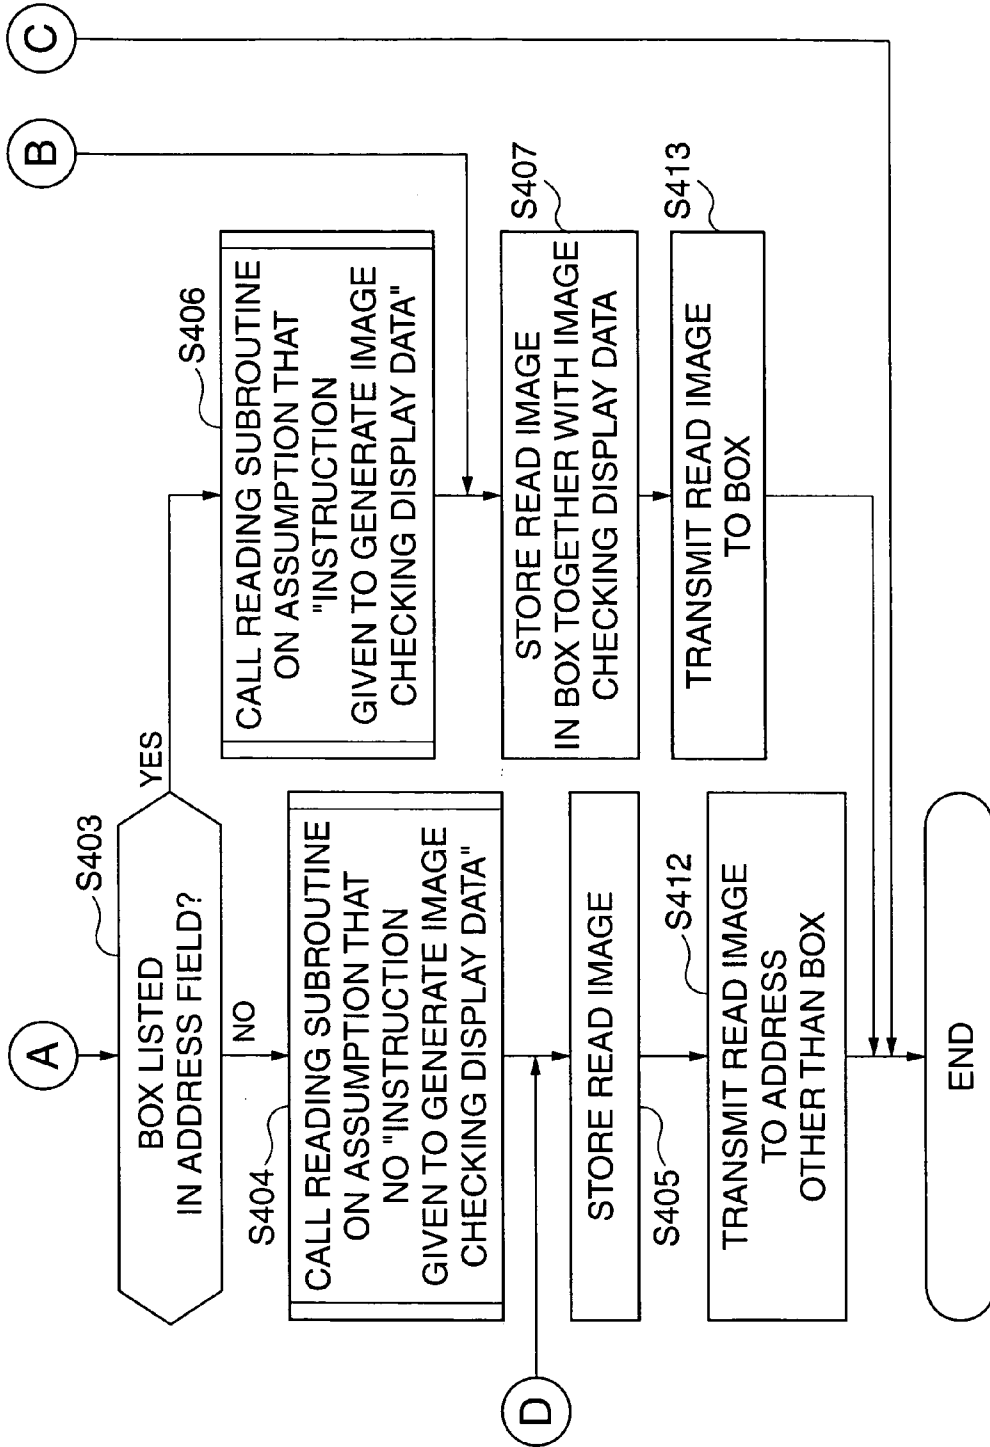 A
B
C
BOX LISTED
IN ADDRESS FIELD?
S403
YES
NO
S404
CALL READING SUBROUTINE
ON ASSUMPTION THAT
NO "INSTRUCTION
GIVEN TO GENERATE IMAGE
CHECKING DISPLAY DATA"
S406
CALL READING SUBROUTINE
ON ASSUMPTION THAT
"INSTRUCTION
GIVEN TO GENERATE IMAGE
CHECKING DISPLAY DATA"
D
STORE READ IMAGE
S405
S407
STORE READ IMAGE
IN BOX TOGETHER WITH IMAGE
CHECKING DISPLAY DATA
S412
TRANSMIT READ IMAGE
TO ADDRESS
OTHER THAN BOX
S413
TRANSMIT READ IMAGE
TO BOX
END